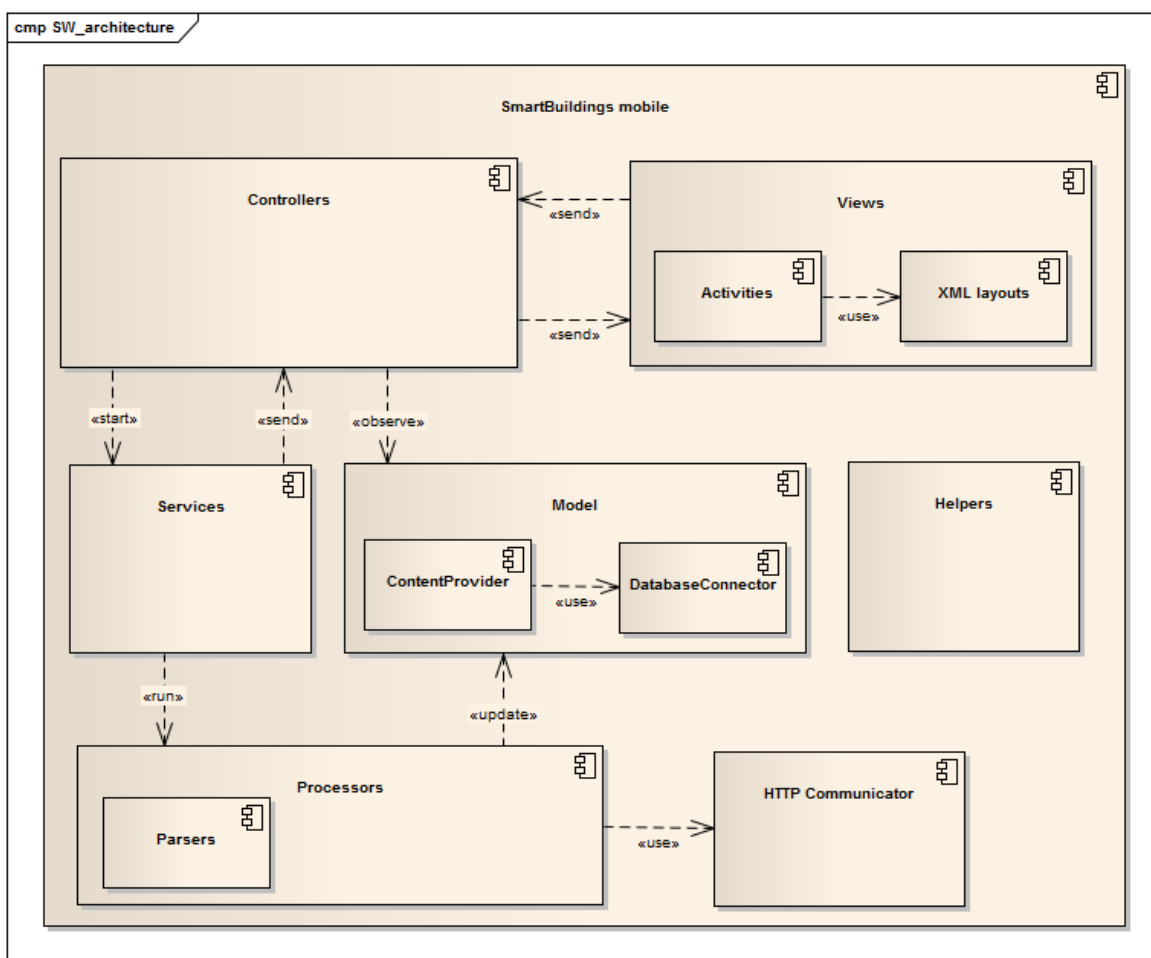 cmp SW_architecture
SmartBuildings mobile
Controllers
«send»
Views
Activities
XML layouts
«use»
«send»
«start»
«send»
«observe»
Services
Model
Helpers
ContentProvider
DatabaseConnector
«use»
«run»
«update»
Processors
HTTP Communicator
Parsers
«use»